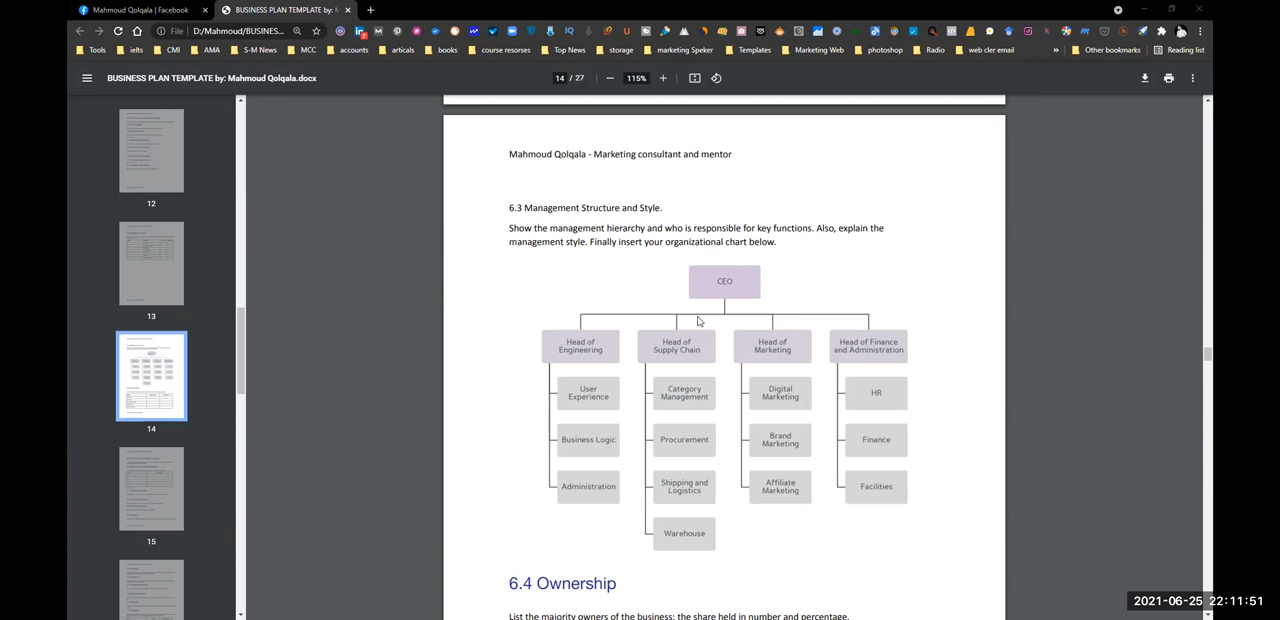 Mahmoud Qolqala | Facebook
BUSINESS PLAN TEMPLATE by: M
File
D:/Mahmoud/BUSINES...
Tools
ielts
CMI
AMA
S-M News
MCC
accounts
articals
books
course resorses
Top News
storage
marketing Speker
Templates
Marketing Web
photoshop
Radio
web cler email
Other bookmarks
Reading list
BUSINESS PLAN TEMPLATE by: Mahmoud Qolqala.docx
14 / 27
115%
12
13
14
15
Mahmoud Qolqala - Marketing consultant and mentor
6.3 Management Structure and Style.
Show the management hierarchy and who is responsible for key functions. Also, explain the
management style. Finally insert your organizational chart below.
CEO
Head of
Engineering
Head of
Supply Chain
Head of
Marketing
Head of Finance
and Administration
User
Experience
Category
Management
Digital
Marketing
HR
Business Logic
Procurement
Brand
Marketing
Finance
Administration
Shipping and
Logistics
Affiliate
Marketing
Facilities
Warehouse
6.4 Ownership
List the majority owners of the business; the share held in number and percentage.
2021-06-25 22:11:51